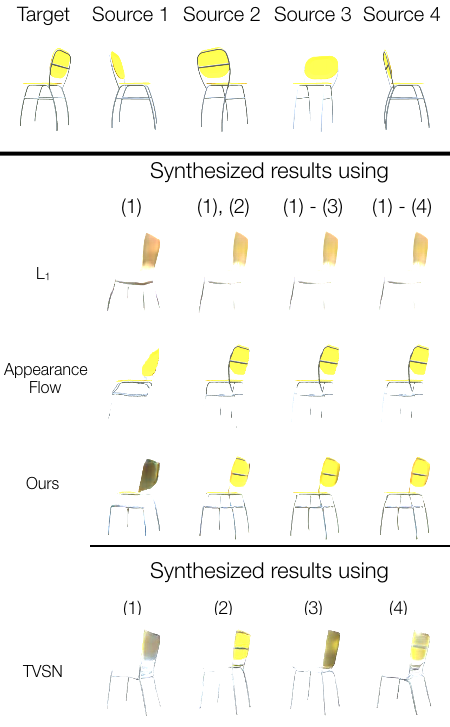 Target Source 1 Source 2 Source 3 Source 4
Synthesized results using
(1) (1), (2) (1) - (3) (1) - (4)
L₁
Appearance
Flow
Ours
Synthesized results using
(1) (2) (3) (4)
TVSN